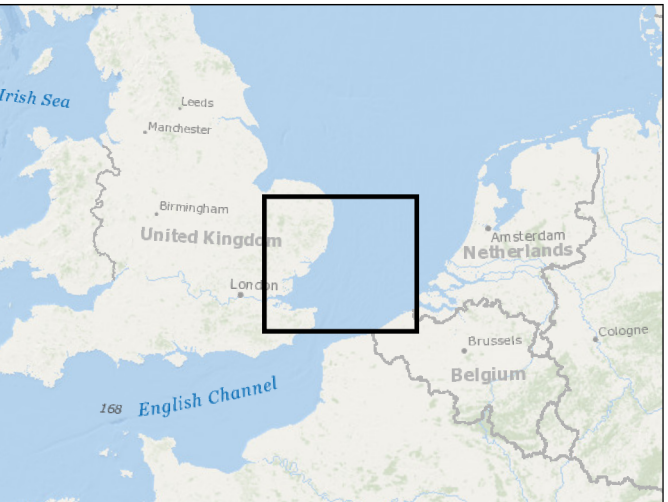 Irish Sea
Leeds
Manchester
Birmingham
United Kingdom
Amsterdam
Netherlands
London
Cologne
Brussels
Belgium
168
English Channel